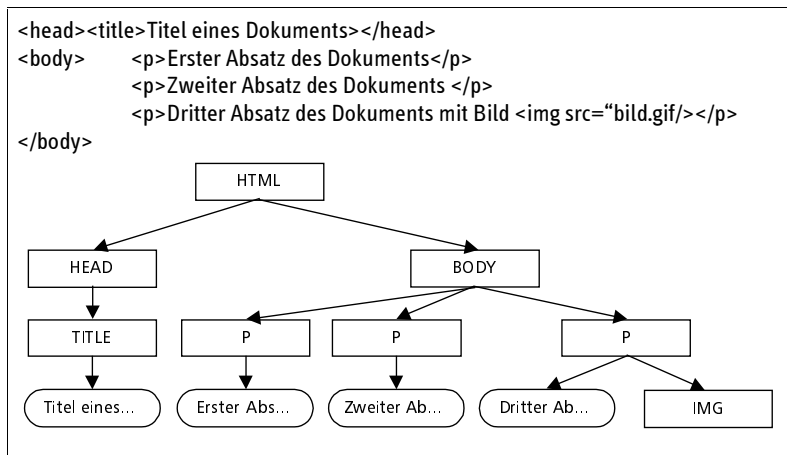 <head><title>Titel eines Dokuments></head>
<body> <p>Erster Absatz des Dokuments</p>
<p>Zweiter Absatz des Dokuments </p>
<p>Dritter Absatz des Dokuments mit Bild <img src=“bild.gif/></p>
</body>
HTML
HEAD BODY
TITLE P P P
Titel eines... Erster Abs... Zweiter Ab... Dritter Ab... IMG